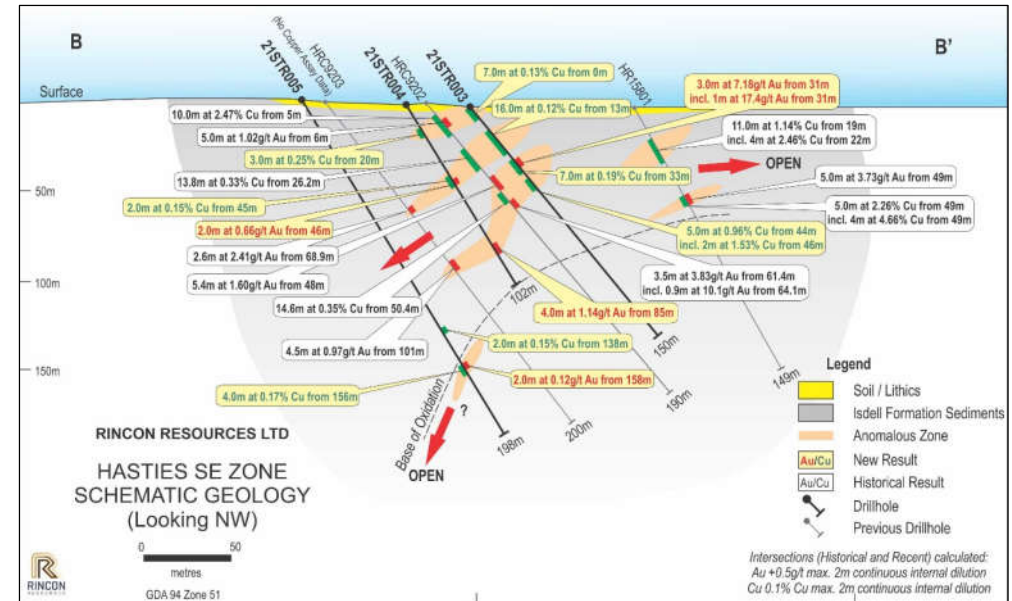 B
B'
Surface
50m
100m
150m
21STR005
(No Copper Assay Data)
HRC9203
21STR004
HRC9202
21STR003
HR15801
7.0m at 0.13% Cu from 0m
16.0m at 0.12% Cu from 13m
3.0m at 7.18g/t Au from 31m
incl. 1m at 17.4g/t Au from 31m
10.0m at 2.47% Cu from 5m
5.0m at 1.02g/t Au from 6m
3.0m at 0.25% Cu from 20m
13.8m at 0.33% Cu from 26.2m
2.0m at 0.15% Cu from 45m
2.0m at 0.66g/t Au from 46m
2.6m at 2.41g/t Au from 68.9m
5.4m at 1.60g/t Au from 48m
14.6m at 0.35% Cu from 50.4m
4.5m at 0.97g/t Au from 101m
4.0m at 0.17% Cu from 156m
7.0m at 0.19% Cu from 33m
11.0m at 1.14% Cu from 19m
incl. 4m at 2.46% Cu from 22m
OPEN
5.0m at 3.73g/t Au from 49m
5.0m at 2.26% Cu from 49m
incl. 4m at 4.66% Cu from 49m
5.0m at 0.96% Cu from 44m
incl. 2m at 1.53% Cu from 46m
3.5m at 3.83g/t Au from 61.4m
incl. 0.9m at 10.1g/t Au from 64.1m
4.0m at 1.14g/t Au from 85m
2.0m at 0.15% Cu from 138m
2.0m at 0.12g/t Au from 158m
102m
150m
149m
190m
200m
198m
Base of Oxidation
?
OPEN
RINCON RESOURCES LTD
HASTIES SE ZONE
SCHEMATIC GEOLOGY
(Looking NW)
0 50
metres
GDA 94 Zone 51
R
RINCON
Legend
Soil / Lithics
Isdell Formation Sediments
Anomalous Zone
Au/Cu New Result
Au/Cu Historical Result
Drillhole
Previous Drillhole
Intersections (Historical and Recent) calculated:
Au +0.5g/t max. 2m continuous internal dilution
Cu 0.1% Cu max. 2m continuous internal dilution